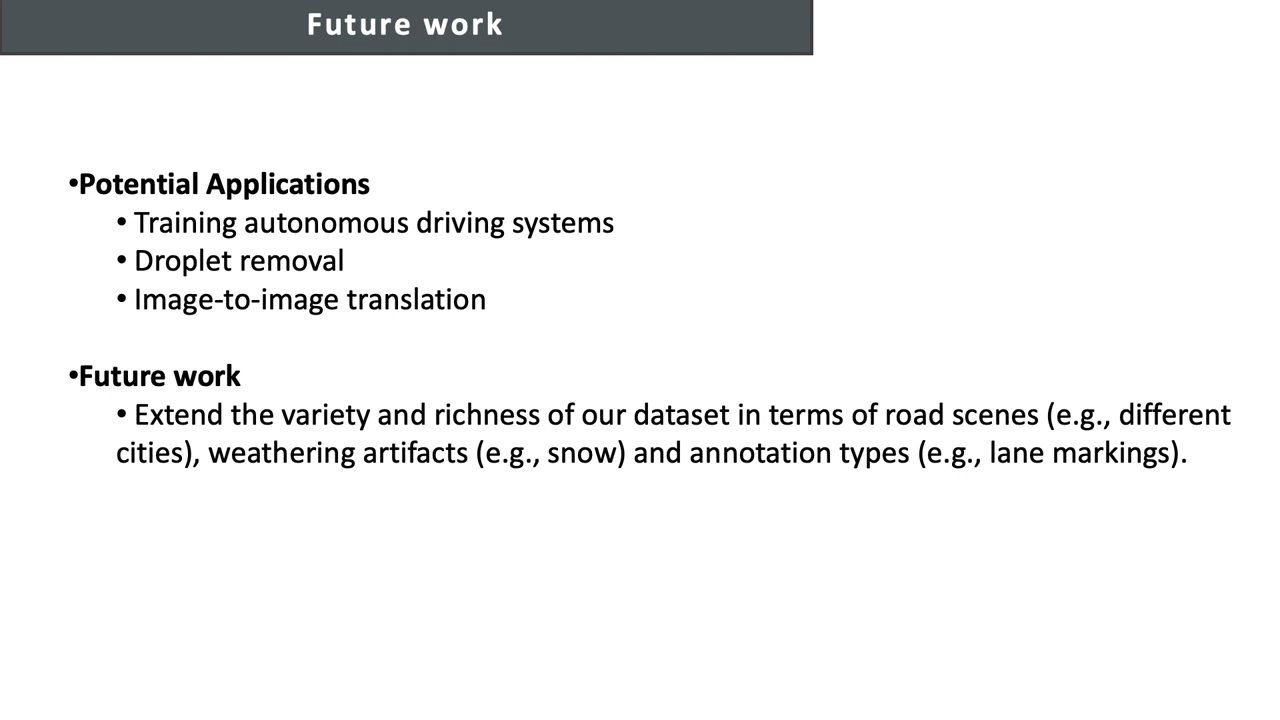 Future work
•Potential Applications
• Training autonomous driving systems
• Droplet removal
• Image-to-image translation
•Future work
• Extend the variety and richness of our dataset in terms of road scenes (e.g., different
cities), weathering artifacts (e.g., snow) and annotation types (e.g., lane markings).